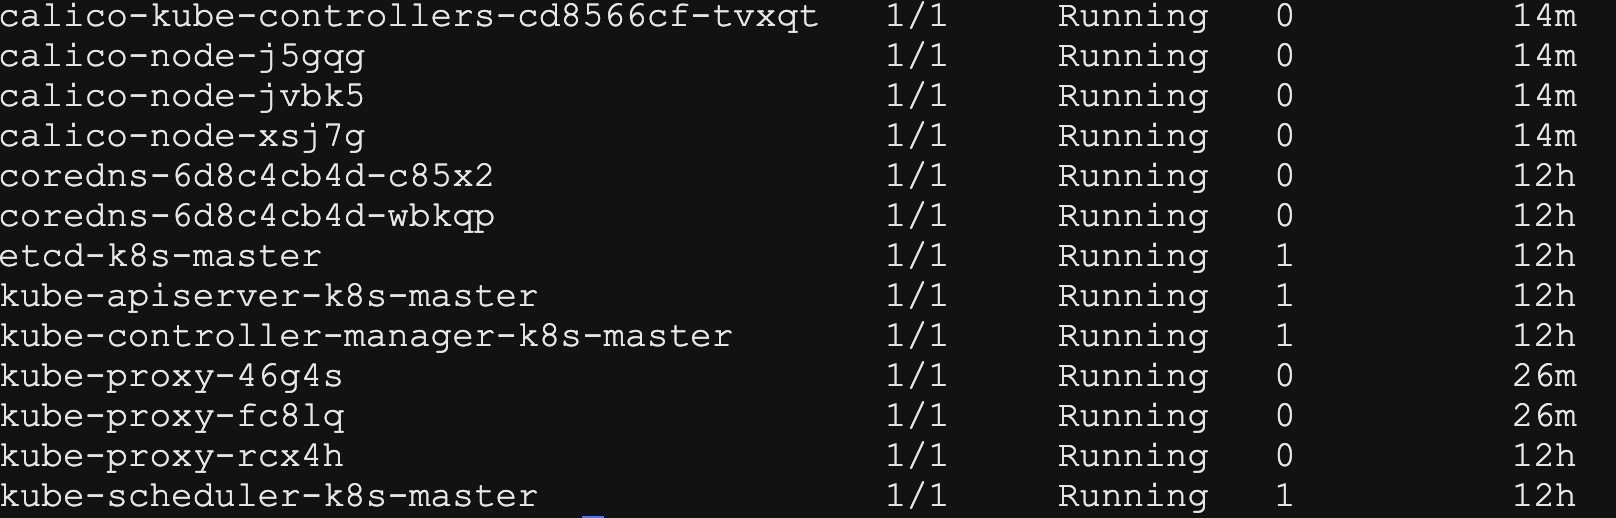 calico-kube-controllers-cd8566cf-tvxqt 1/1 Running 0 14m
calico-node-j5gqg 1/1 Running 0 14m
calico-node-jvbk5 1/1 Running 0 14m
calico-node-xsj7g 1/1 Running 0 14m
coredns-6d8c4cb4d-c85x2 1/1 Running 0 12h
coredns-6d8c4cb4d-wbkqp 1/1 Running 0 12h
etcd-k8s-master 1/1 Running 1 12h
kube-apiserver-k8s-master 1/1 Running 1 12h
kube-controller-manager-k8s-master 1/1 Running 1 12h
kube-proxy-46g4s 1/1 Running 0 26m
kube-proxy-fc8lq 1/1 Running 0 26m
kube-proxy-rcx4h 1/1 Running 0 12h
kube-scheduler-k8s-master 1/1 Running 1 12h